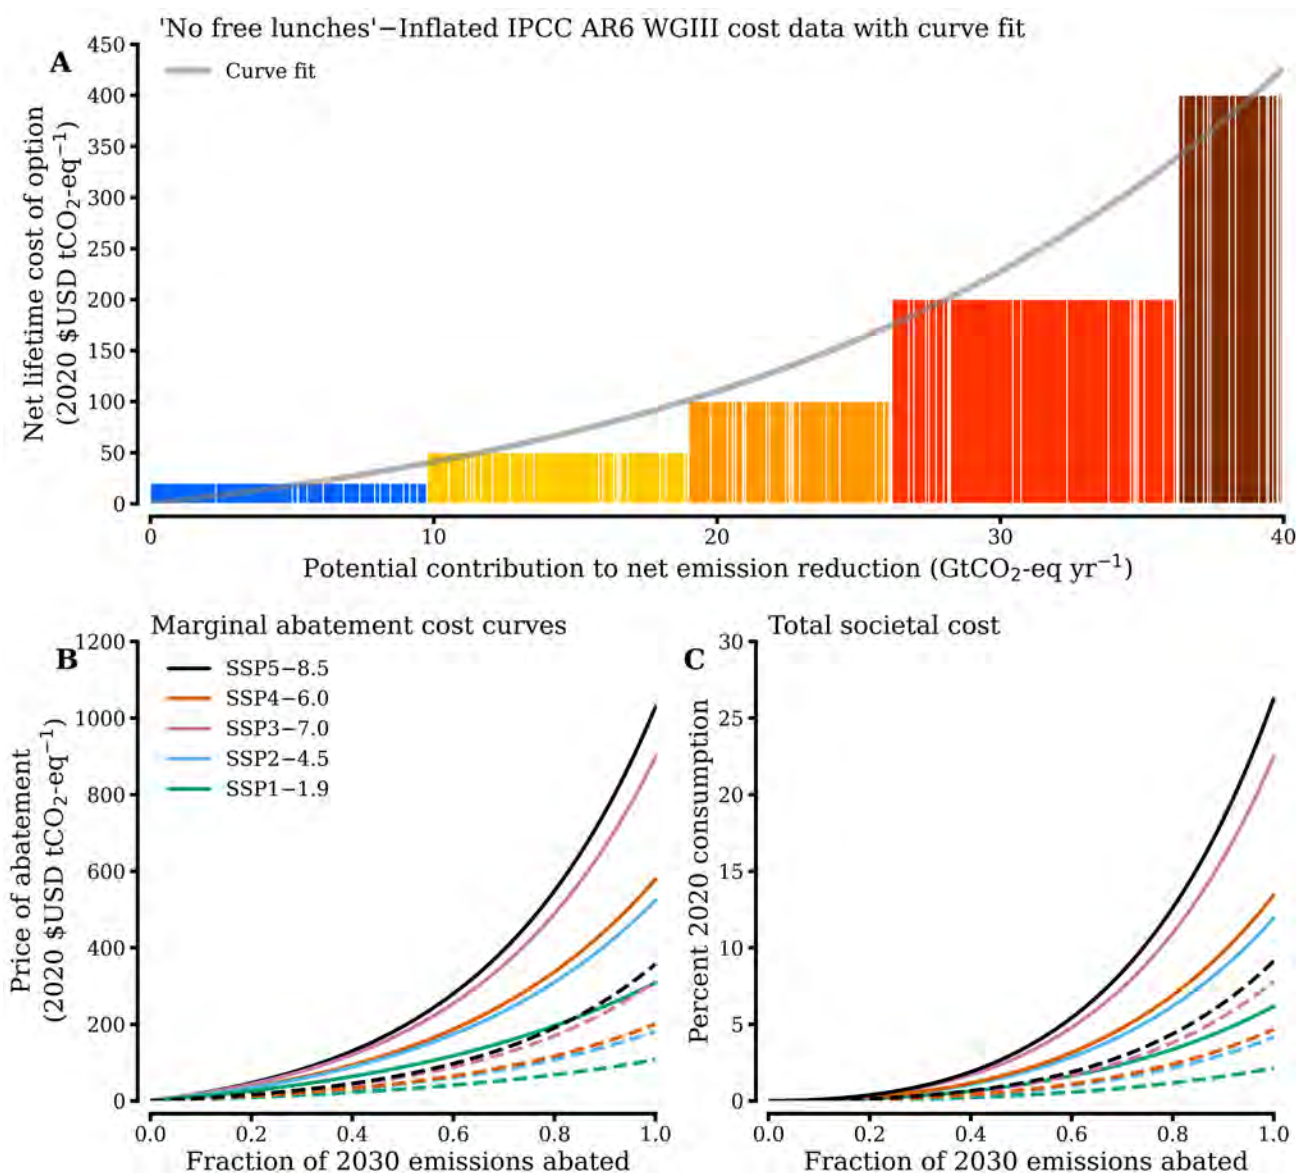 'No free lunches'−Inflated IPCC AR6 WGIII cost data with curve fit
A
Curve fit
Net lifetime cost of option
(2020 $USD tCO₂-eq⁻¹)
450
400
350
300
250
200
150
100
50
0
0 10 20 30 40
Potential contribution to net emission reduction (GtCO₂-eq yr⁻¹)
Marginal abatement cost curves
B
SSP5−8.5
SSP4−6.0
SSP3−7.0
SSP2−4.5
SSP1−1.9
Price of abatement
(2020 $USD tCO₂-eq⁻¹)
1200
1000
800
600
400
200
0
0.0 0.2 0.4 0.6 0.8 1.0
Fraction of 2030 emissions abated
Total societal cost
C
Percent 2020 consumption
30
25
20
15
10
5
0
0.0 0.2 0.4 0.6 0.8 1.0
Fraction of 2030 emissions abated